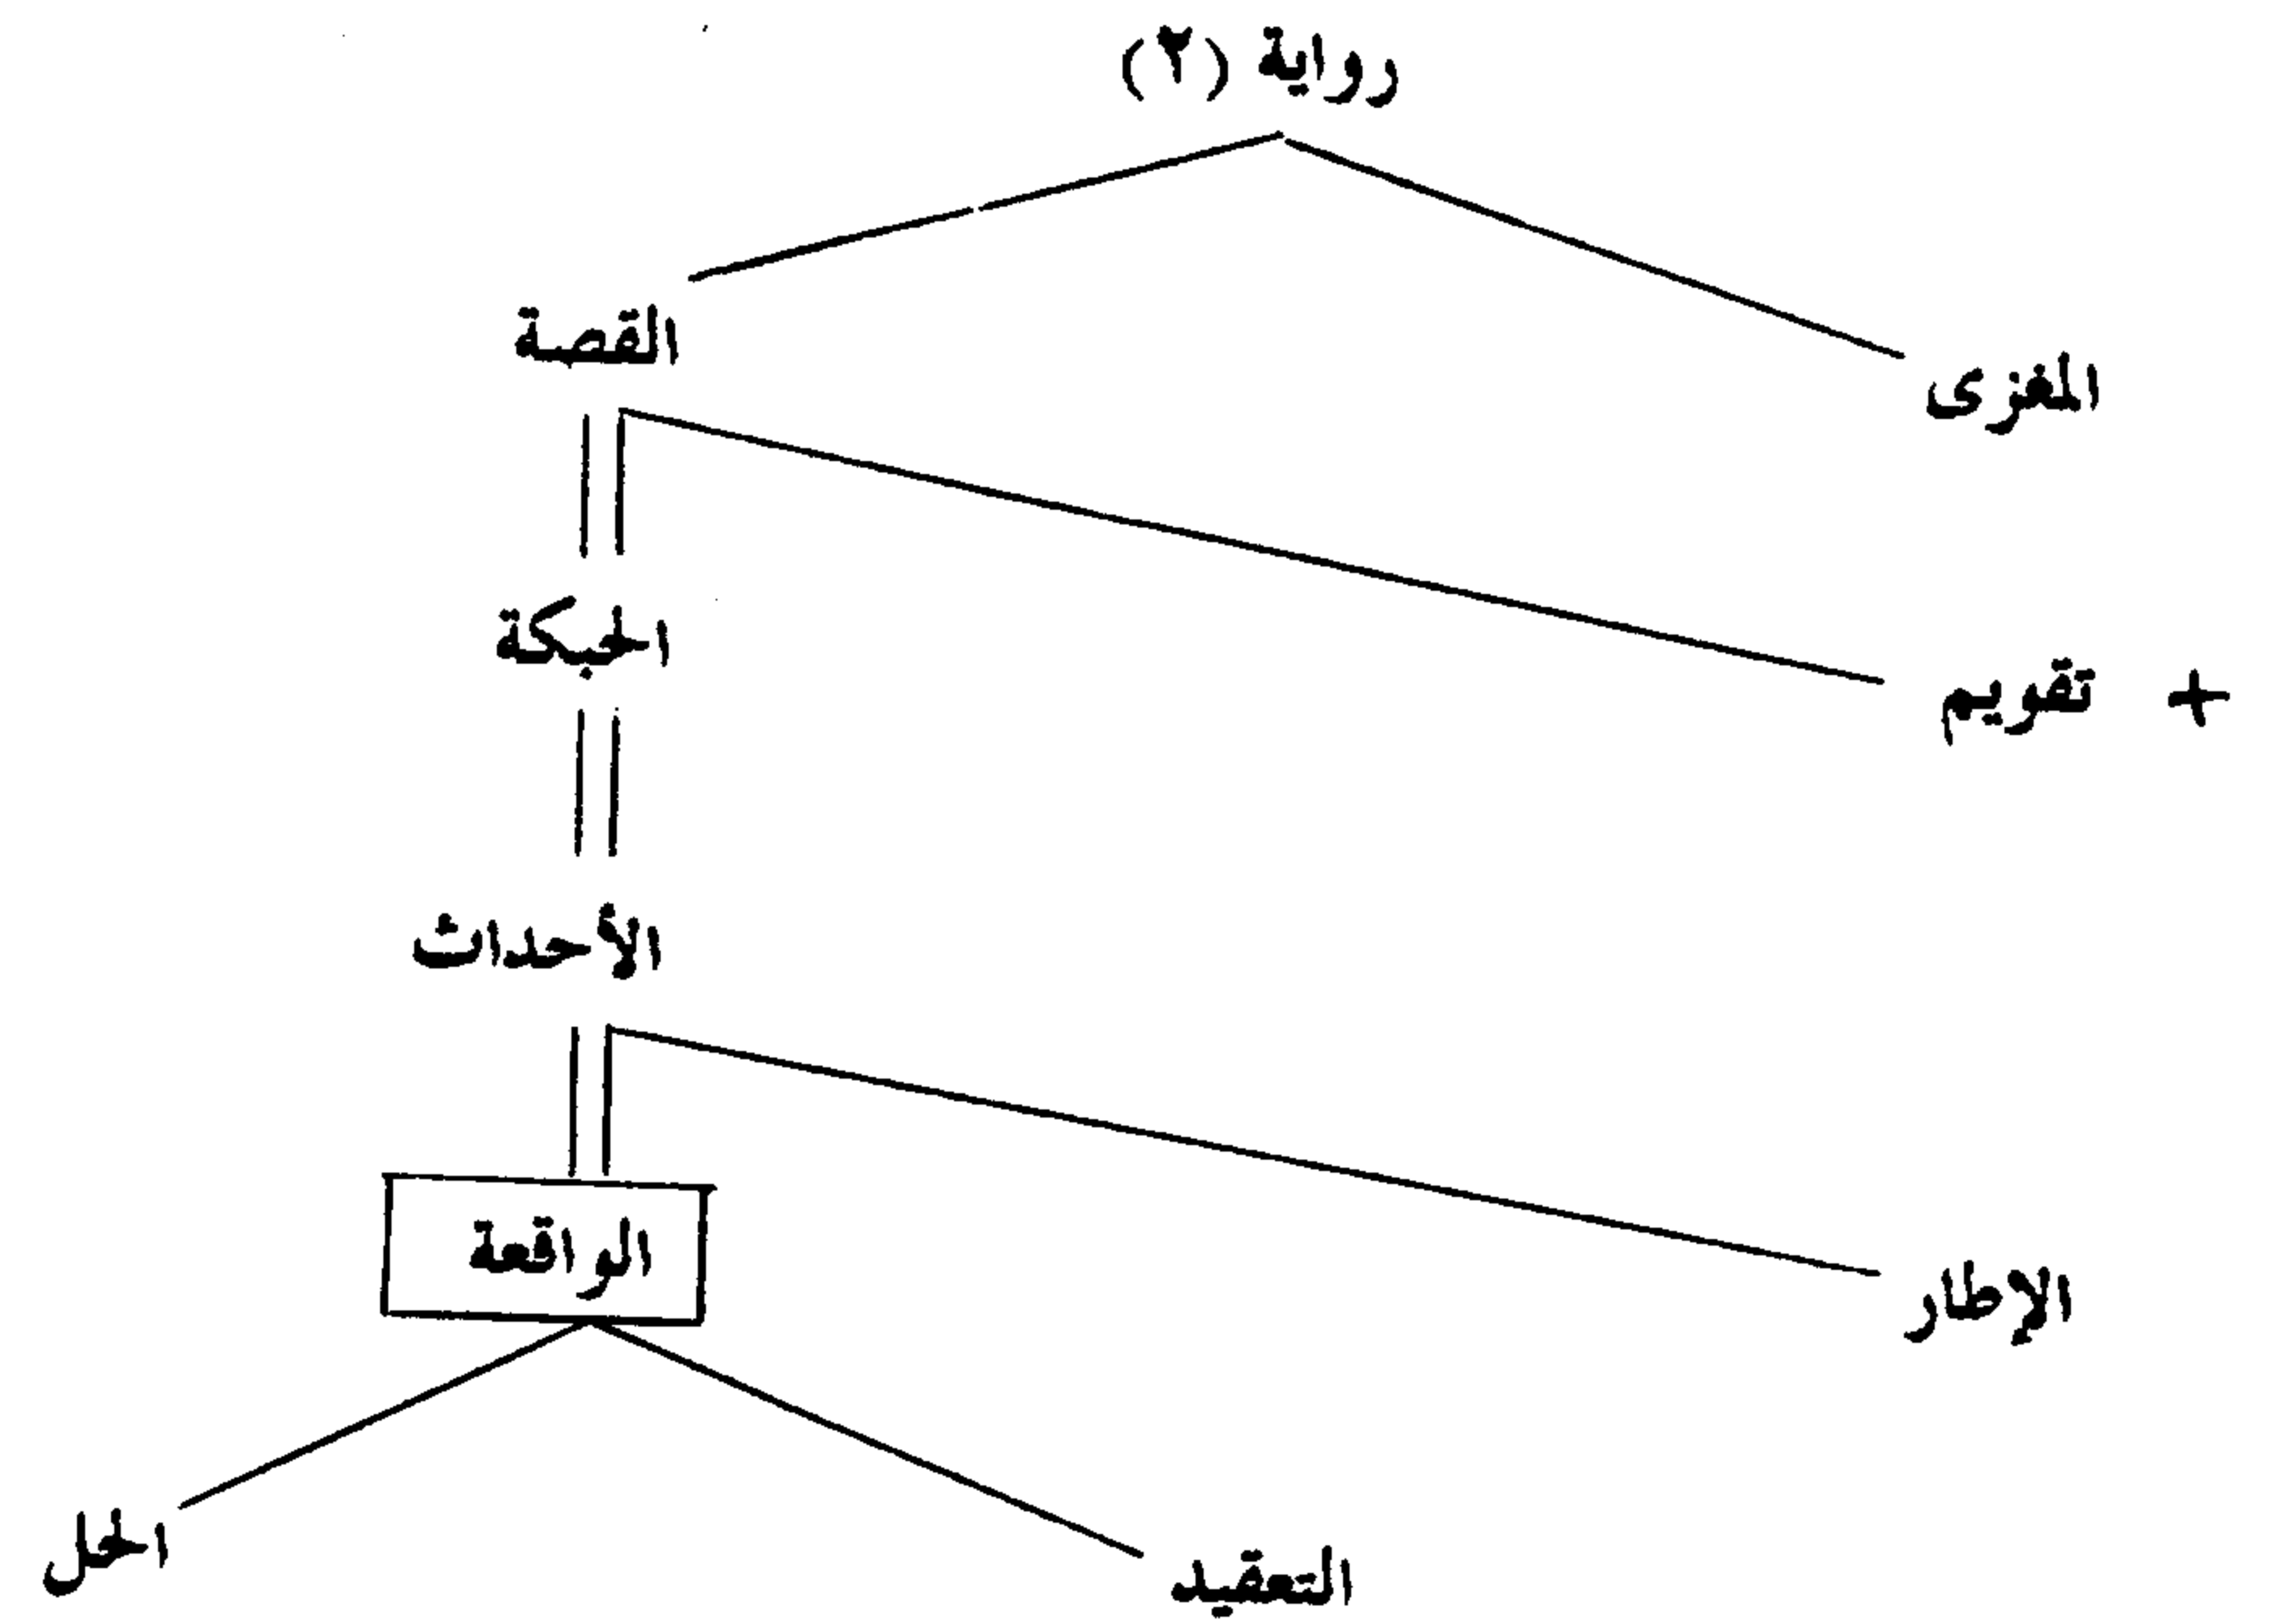 رواية (٢)
القصة
المغزى
الحبكة
+ تقويم
الأحداث
الواقعة
الإطار
الحل
التعقيد